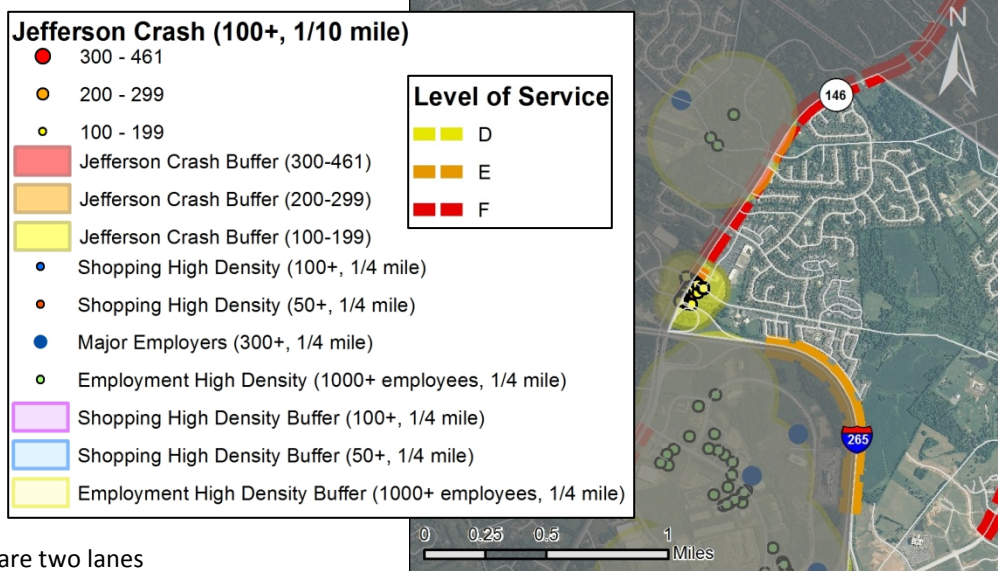 Jefferson Crash (100+, 1/10 mile)
300 - 461
200 - 299
100 - 199
Jefferson Crash Buffer (300-461)
Jefferson Crash Buffer (200-299)
Jefferson Crash Buffer (100-199)
Shopping High Density (100+, 1/4 mile)
Shopping High Density (50+, 1/4 mile)
Major Employers (300+, 1/4 mile)
Employment High Density (1000+ employees, 1/4 mile)
Shopping High Density Buffer (100+, 1/4 mile)
Shopping High Density Buffer (50+, 1/4 mile)
Employment High Density Buffer (1000+ employees, 1/4 mile)
Level of Service
D
E
F
N
146
265
0 0.25 0.5 1
Miles
are two lanes